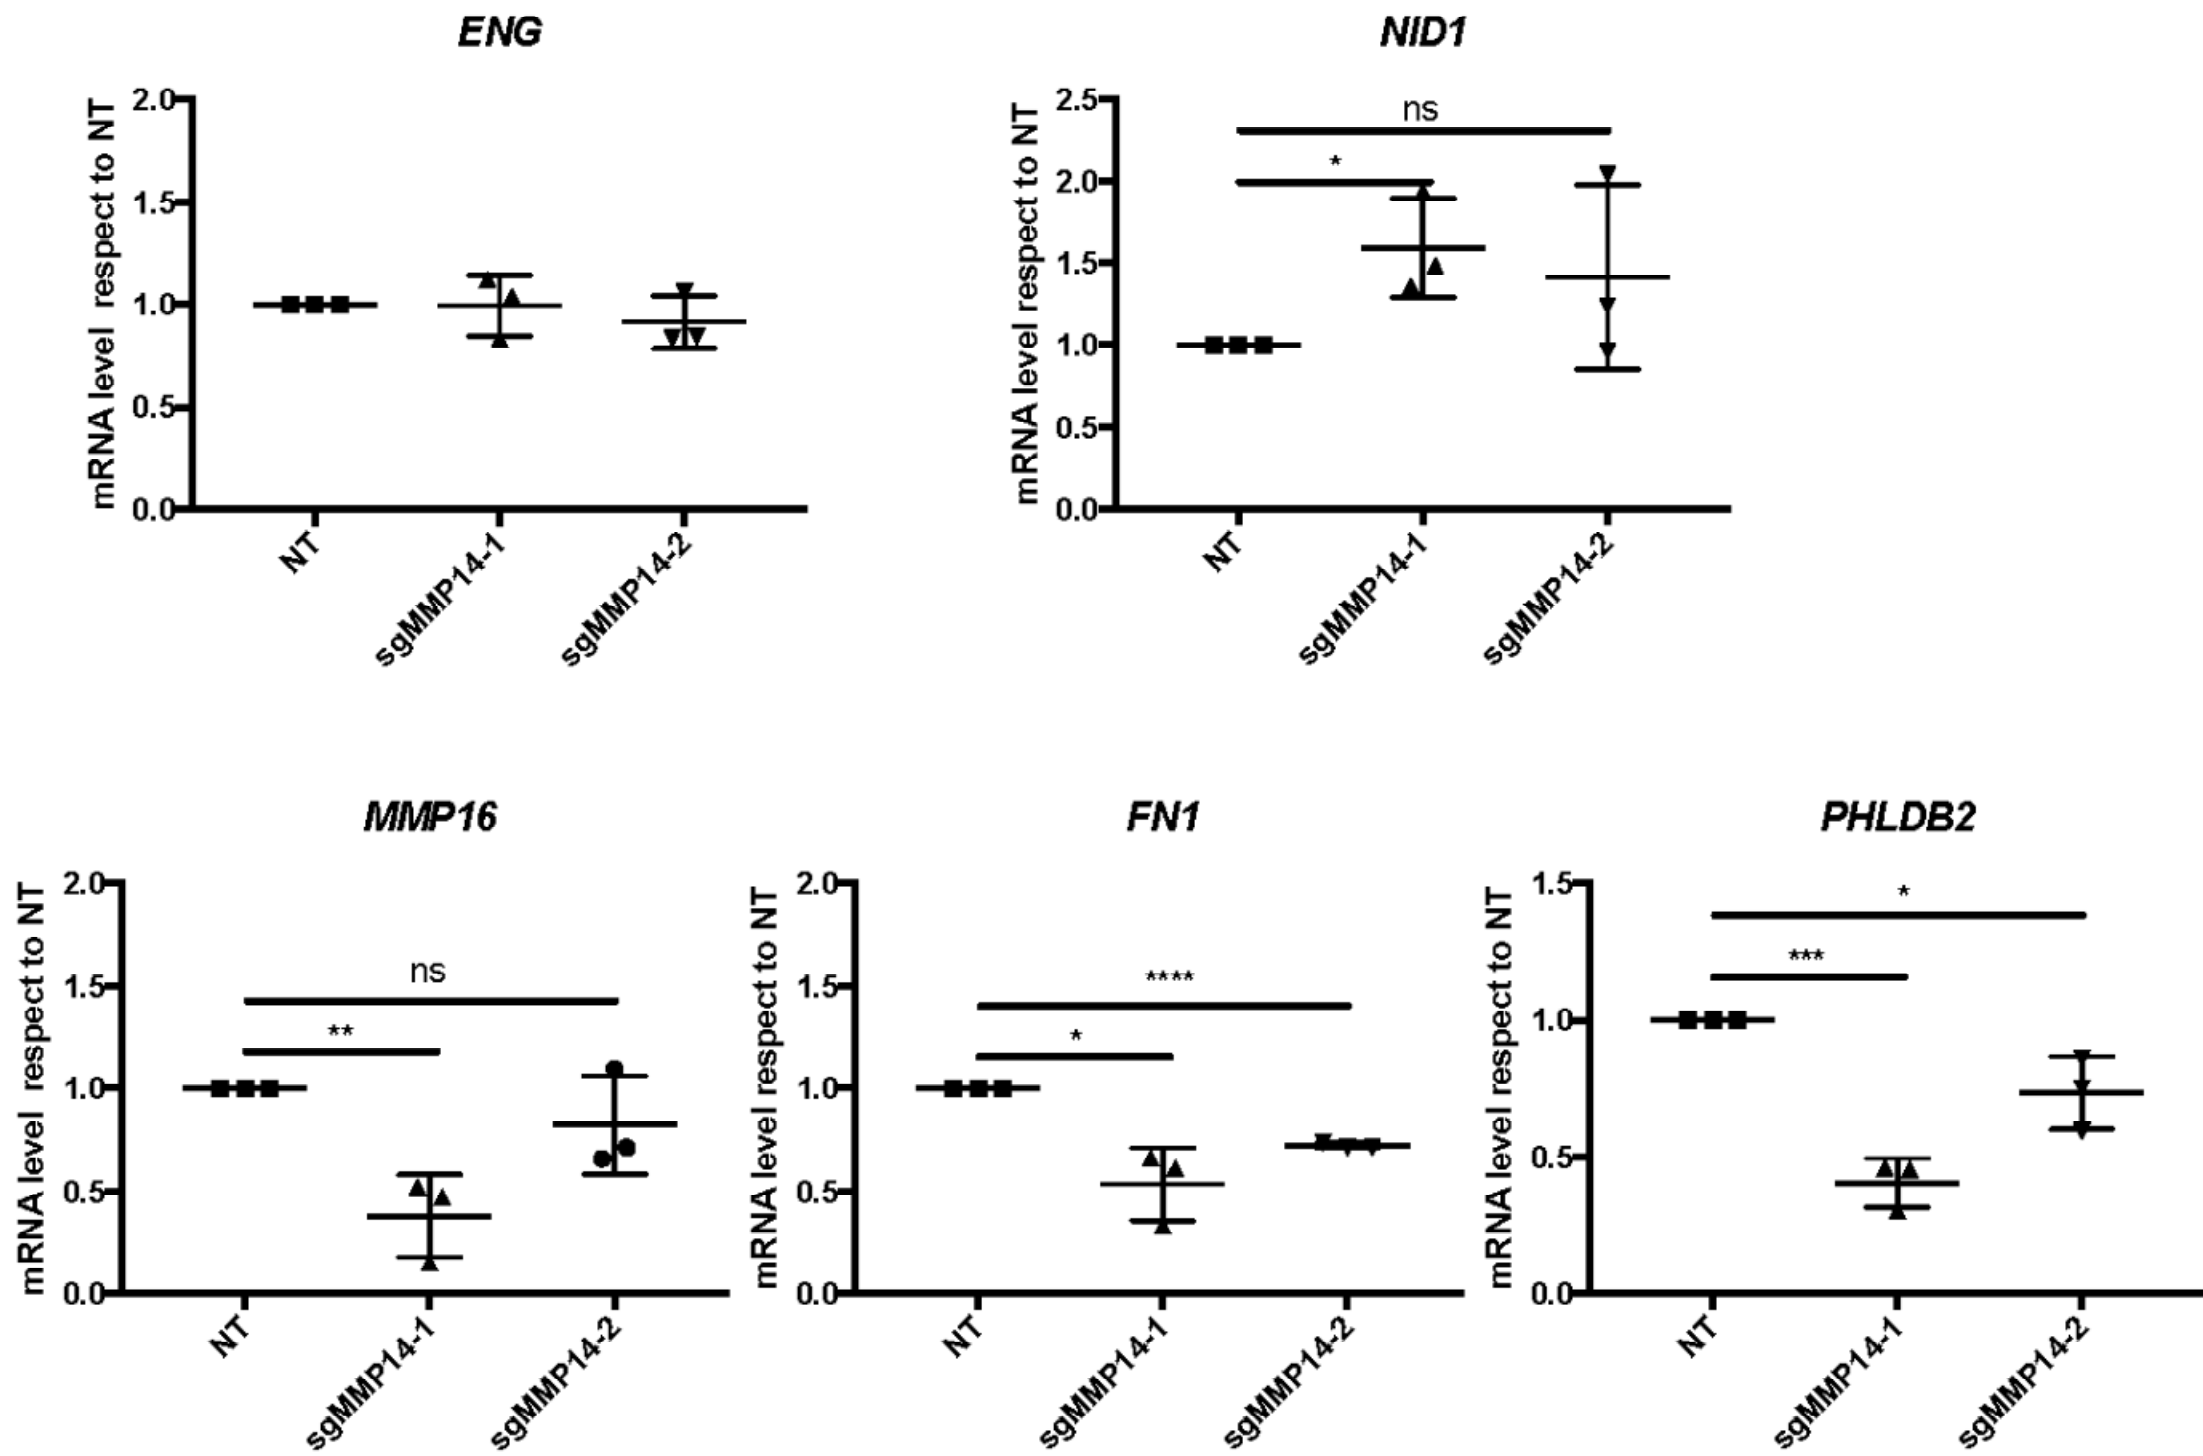 ENG
mRNA level respect to NT
2.0
1.5
1.0
0.5
0.0
NT
sgMMP14-1
sgMMP14-2
NID1
mRNA level respect to NT
2.5
2.0
1.5
1.0
0.5
0.0
ns
*
NT
sgMMP14-1
sgMMP14-2
MMP16
mRNA level respect to NT
2.0
1.5
1.0
0.5
0.0
ns
**
NT
sgMMP14-1
sgMMP14-2
FN1
mRNA level respect to NT
2.0
1.5
1.0
0.5
0.0
****
*
NT
sgMMP14-1
sgMMP14-2
PHLDB2
mRNA level respect to NT
1.5
1.0
0.5
0.0
*
***
NT
sgMMP14-1
sgMMP14-2